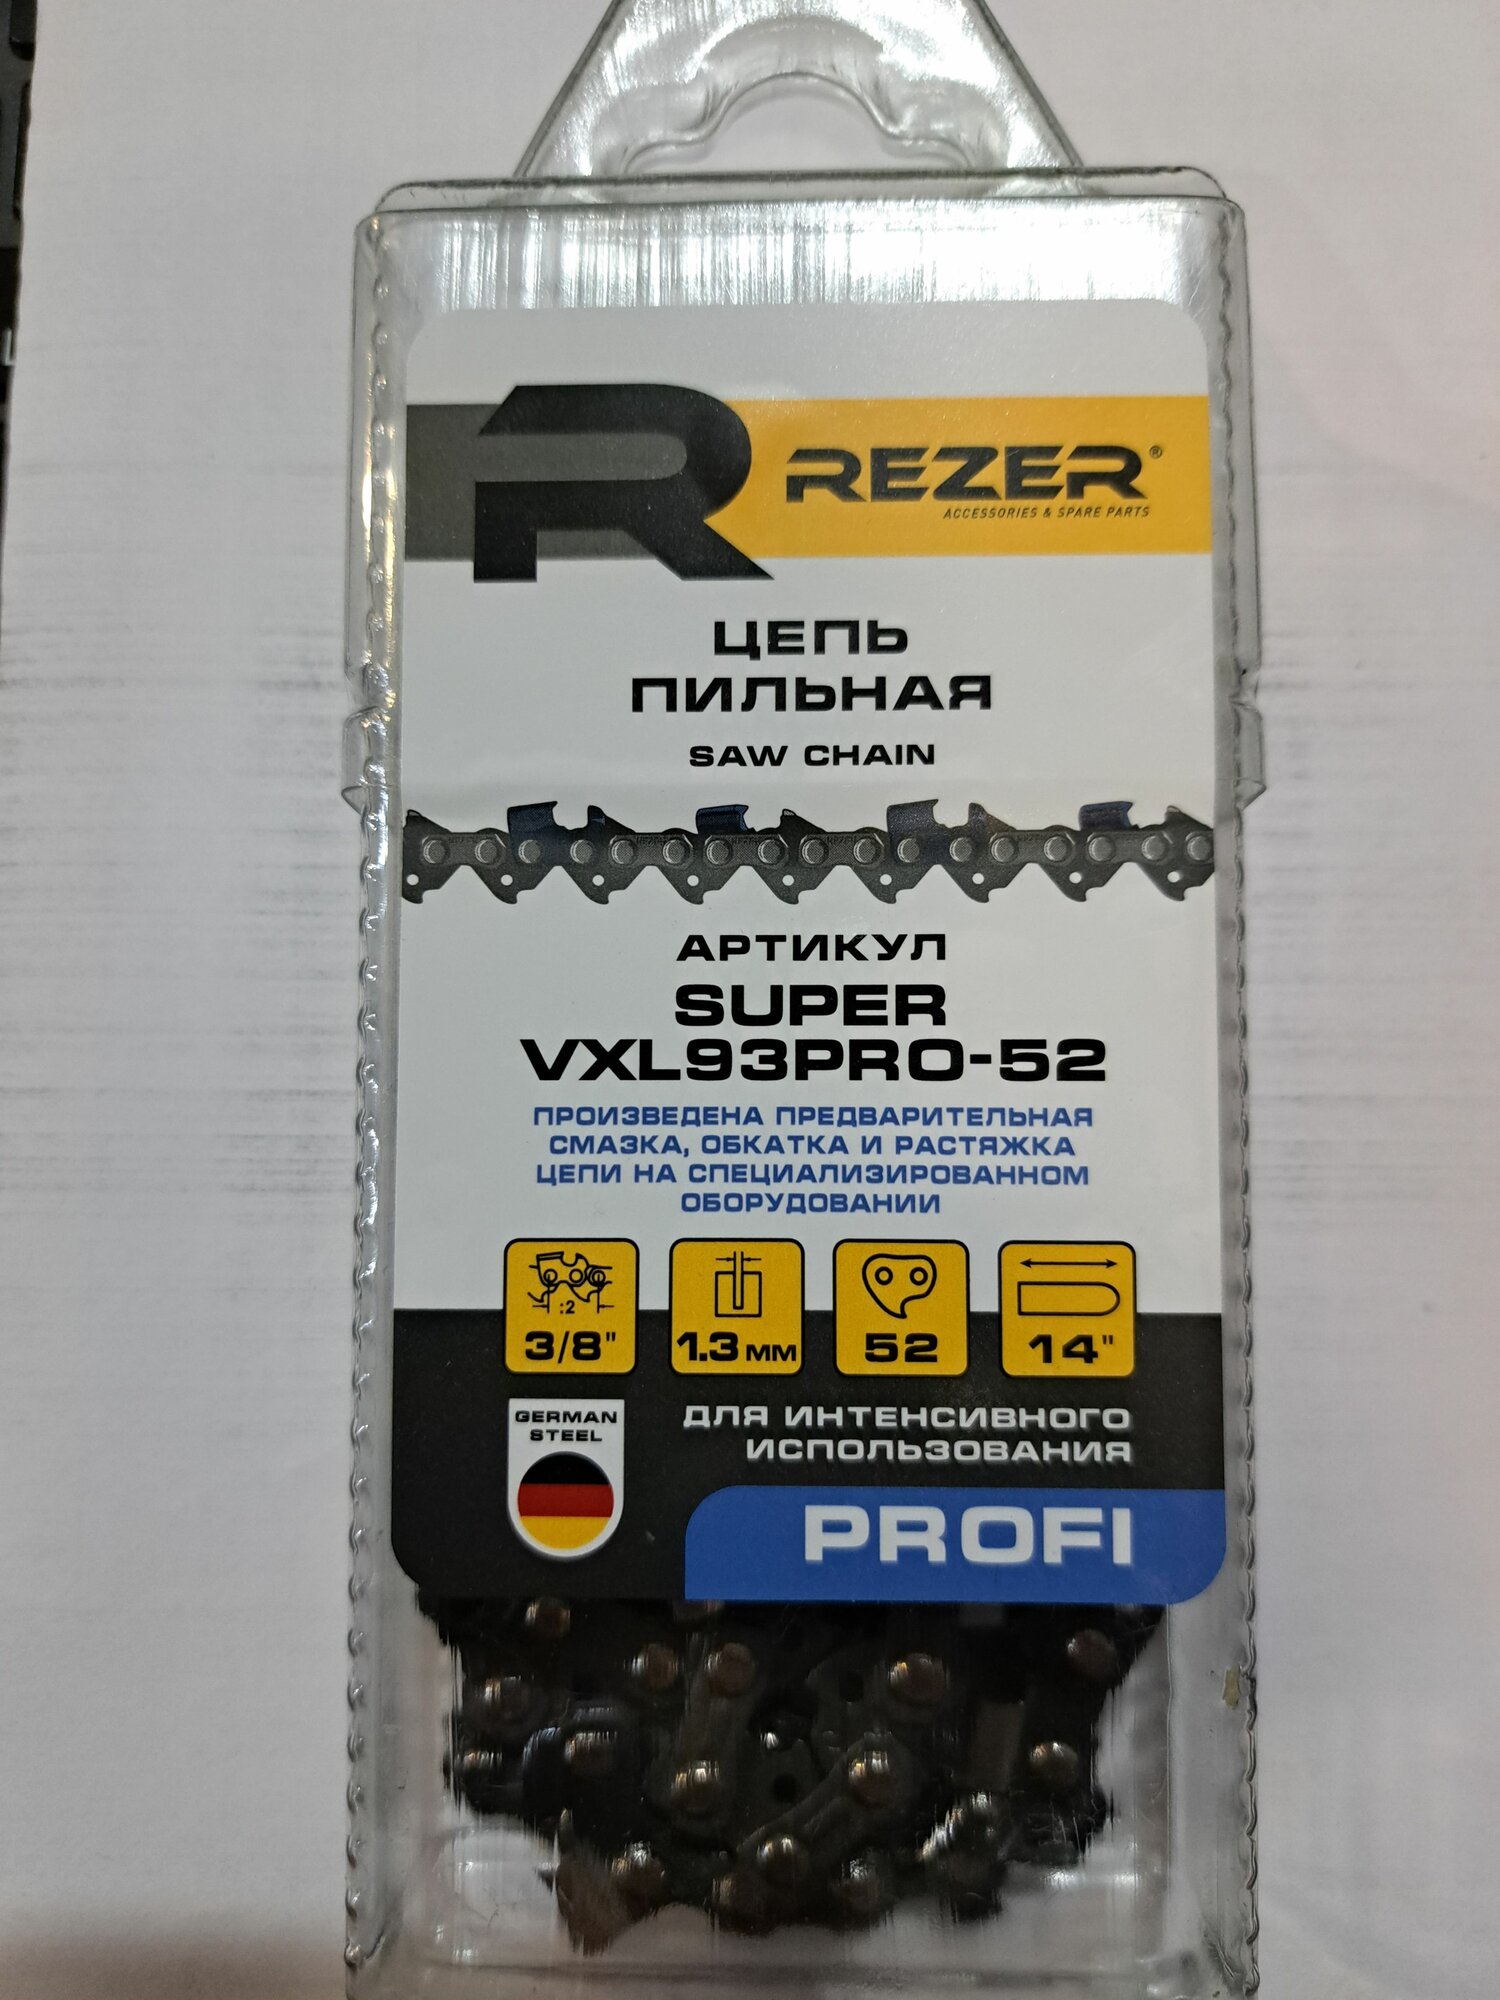 REZER®
ACCESSORIES & SPARE PARTS
ЦЕПЬ
ПИЛЬНАЯ
SAW CHAIN
АРТИКУЛ
SUPER
VXL93PRO-52
ПРОИЗВЕДЕНА ПРЕДВАРИТЕЛЬНАЯ
СМАЗКА, ОБКАТКА И РАСТЯЖКА
ЦЕПИ НА СПЕЦИАЛИЗИРОВАННОМ
ОБОРУДОВАНИИ
:2
3/8"
1.3 мм
52
14"
GERMAN
STEEL
ДЛЯ ИНТЕНСИВНОГО
ИСПОЛЬЗОВАНИЯ
PROFI